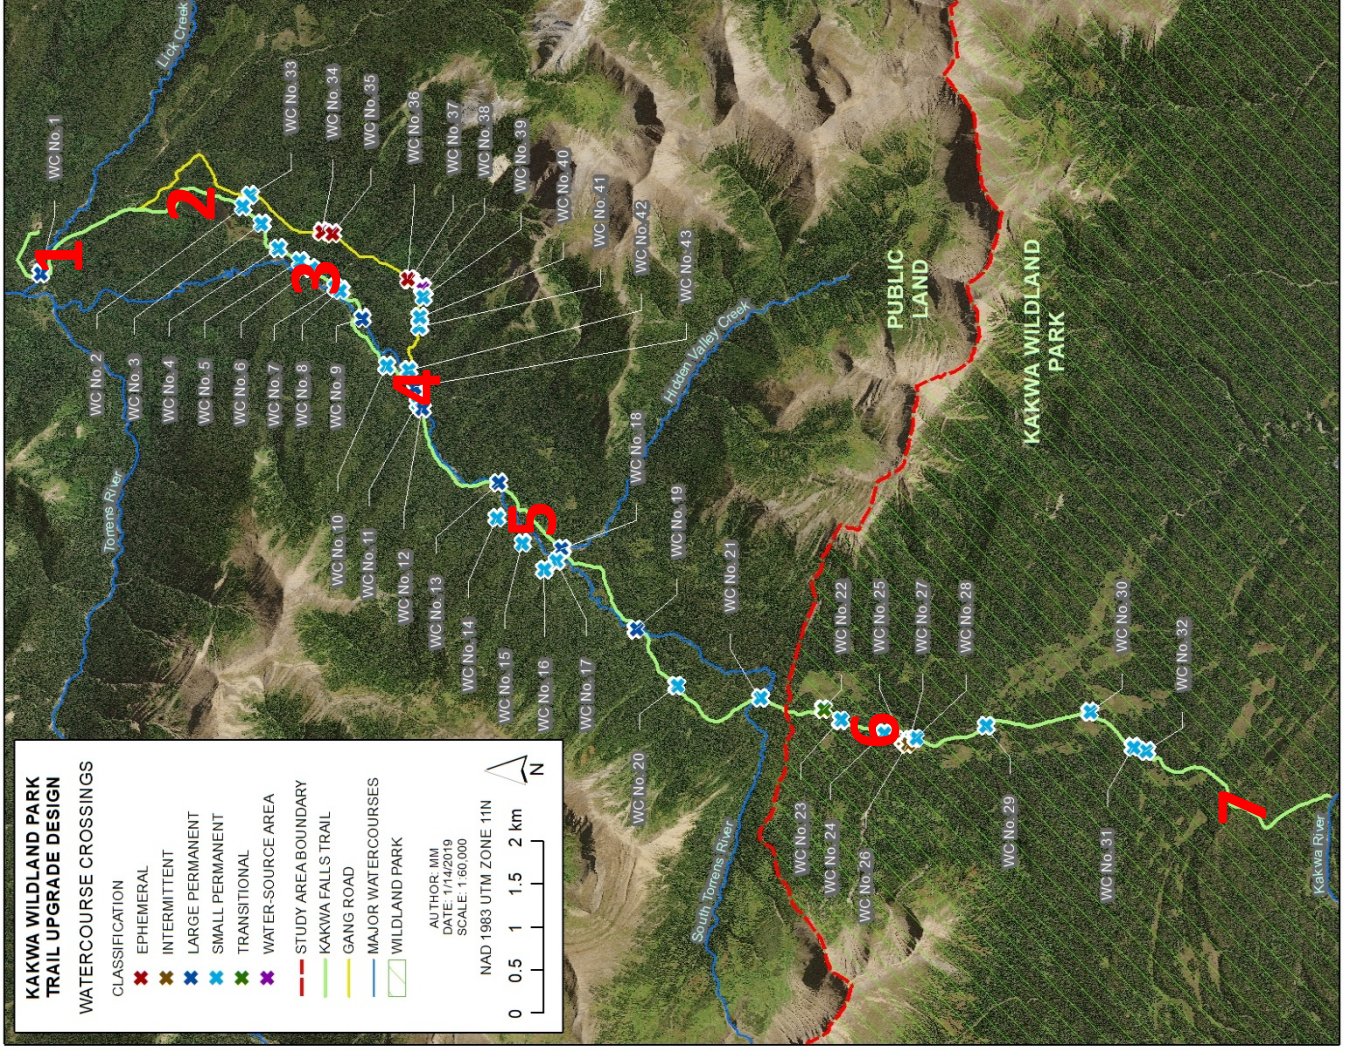 KAKWA WILDLAND PARK
TRAIL UPGRADE DESIGN
WATERCOURSE CROSSINGS
CLASSIFICATION
EPHEMERAL
INTERMITTENT
LARGE PERMANENT
SMALL PERMANENT
TRANSITIONAL
WATER-SOURCE AREA
STUDY AREA BOUNDARY
KAKWA FALLS TRAIL
GANG ROAD
MAJOR WATERCOURSES
WILDLAND PARK
AUTHOR: MM
DATE: 1/14/2019
SCALE: 1:60,000
NAD 1983 UTM ZONE 11N
0 0.5 1 1.5 2 km
N
Lick Creek
Torrens River
Hidden Valley Creek
South Torrens River
Kakwa River
PUBLIC
LAND
KAKWA WILDLAND
PARK
1
2
3
4
5
6
7
WC No. 1
WC No. 2
WC No. 3
WC No. 4
WC No. 5
WC No. 6
WC No. 7
WC No. 8
WC No. 9
WC No. 10
WC No. 11
WC No. 12
WC No. 13
WC No. 14
WC No. 15
WC No. 16
WC No. 17
WC No. 18
WC No. 19
WC No. 20
WC No. 21
WC No. 22
WC No. 23
WC No. 24
WC No. 25
WC No. 26
WC No. 27
WC No. 28
WC No. 29
WC No. 30
WC No. 31
WC No. 32
WC No. 33
WC No. 34
WC No. 35
WC No. 36
WC No. 37
WC No. 38
WC No. 39
WC No. 40
WC No. 41
WC No. 42
WC No. 43